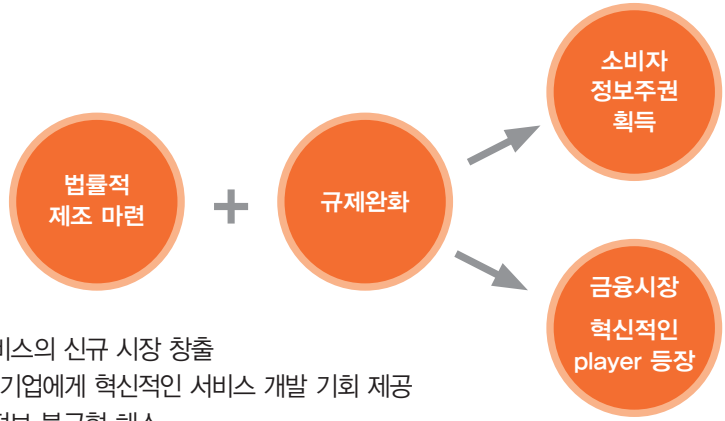 소비자
정보주권
획득
법률적
제조 마련
+
규제완화
금융시장
혁신적인
player 등장
비스의 신규 시장 창출
기업에게 혁신적인 서비스 개발 기회 제공